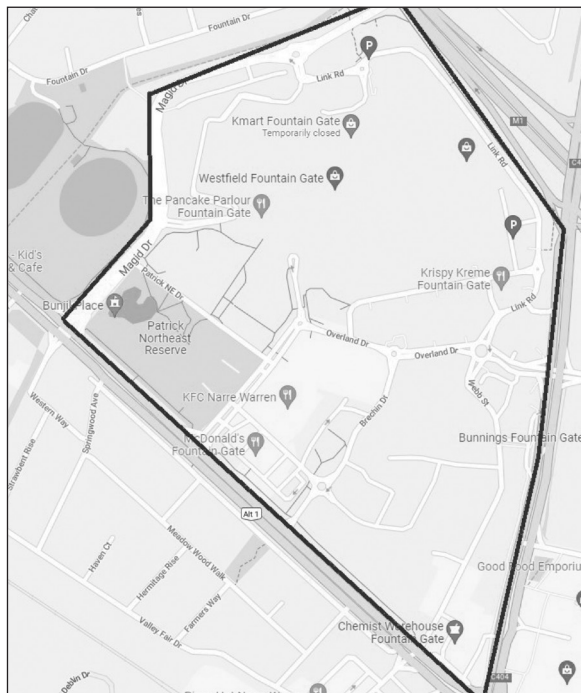 Fountain Dr
Fountain Dr
Magid Dr
Link Rd
P
M1
Kmart Fountain Gate
Temporarily closed
Link Rd
Westfield Fountain Gate
The Pancake Parlour
Fountain Gate
P
- Kid's
& Cafe
Magid Dr
Patrick NE Dr
Krispy Kreme
Fountain Gate
Bunjil Place
Link Rd
Patrick
Northeast
Reserve
Overland Dr
Overland Dr
Webb St
KFC Narre Warren
Brechin Dr
Western Way
Springwood Ave
McDonald's
Fountain Gate
Bunnings Fountain Gate
Strawbent Rise
Alt 1
Meadow Wood Walk
Haven Ct
Hermitage Rise
Farmers Way
Good Food Emporiu
Valley Fair Dr
Chemist Warehouse
Fountain Gate
C404